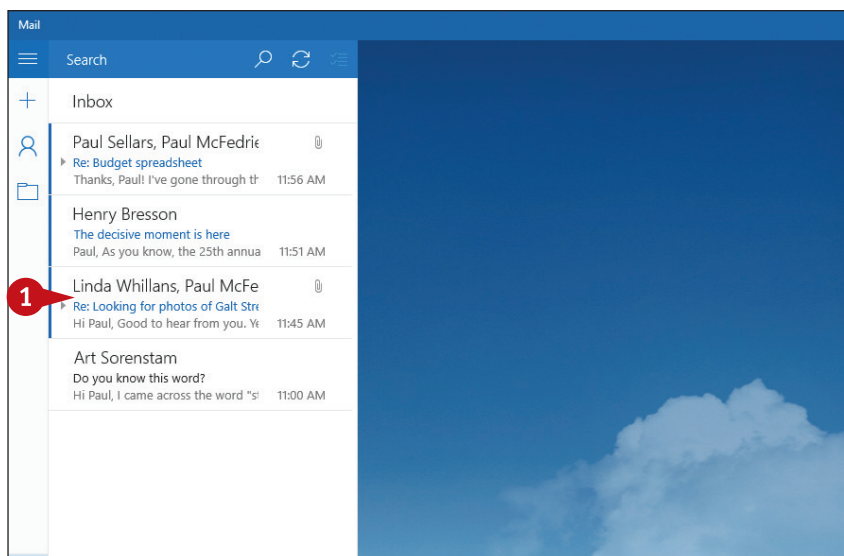 Mail
Search
Inbox
Paul Sellars, Paul McFedrie
Re: Budget spreadsheet
Thanks, Paul! I've gone through th 11:56 AM
Henry Bresson
The decisive moment is here
Paul, As you know, the 25th annua 11:51 AM
Linda Whillans, Paul McFe
1
Re: Looking for photos of Galt Stre
Hi Paul, Good to hear from you. Ye 11:45 AM
Art Sorenstam
Do you know this word?
Hi Paul, I came across the word "st 11:00 AM